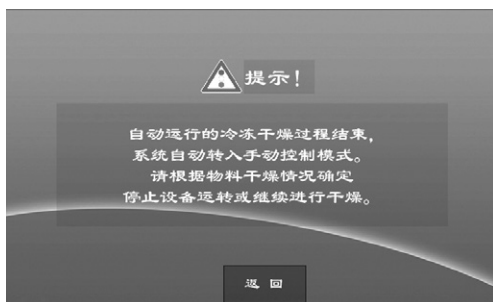 提示！
自动运行的冷冻干燥过程结束，
系统自动转入手动控制模式。
请根据物料干燥情况确定
停止设备运转或继续进行干燥。
返回